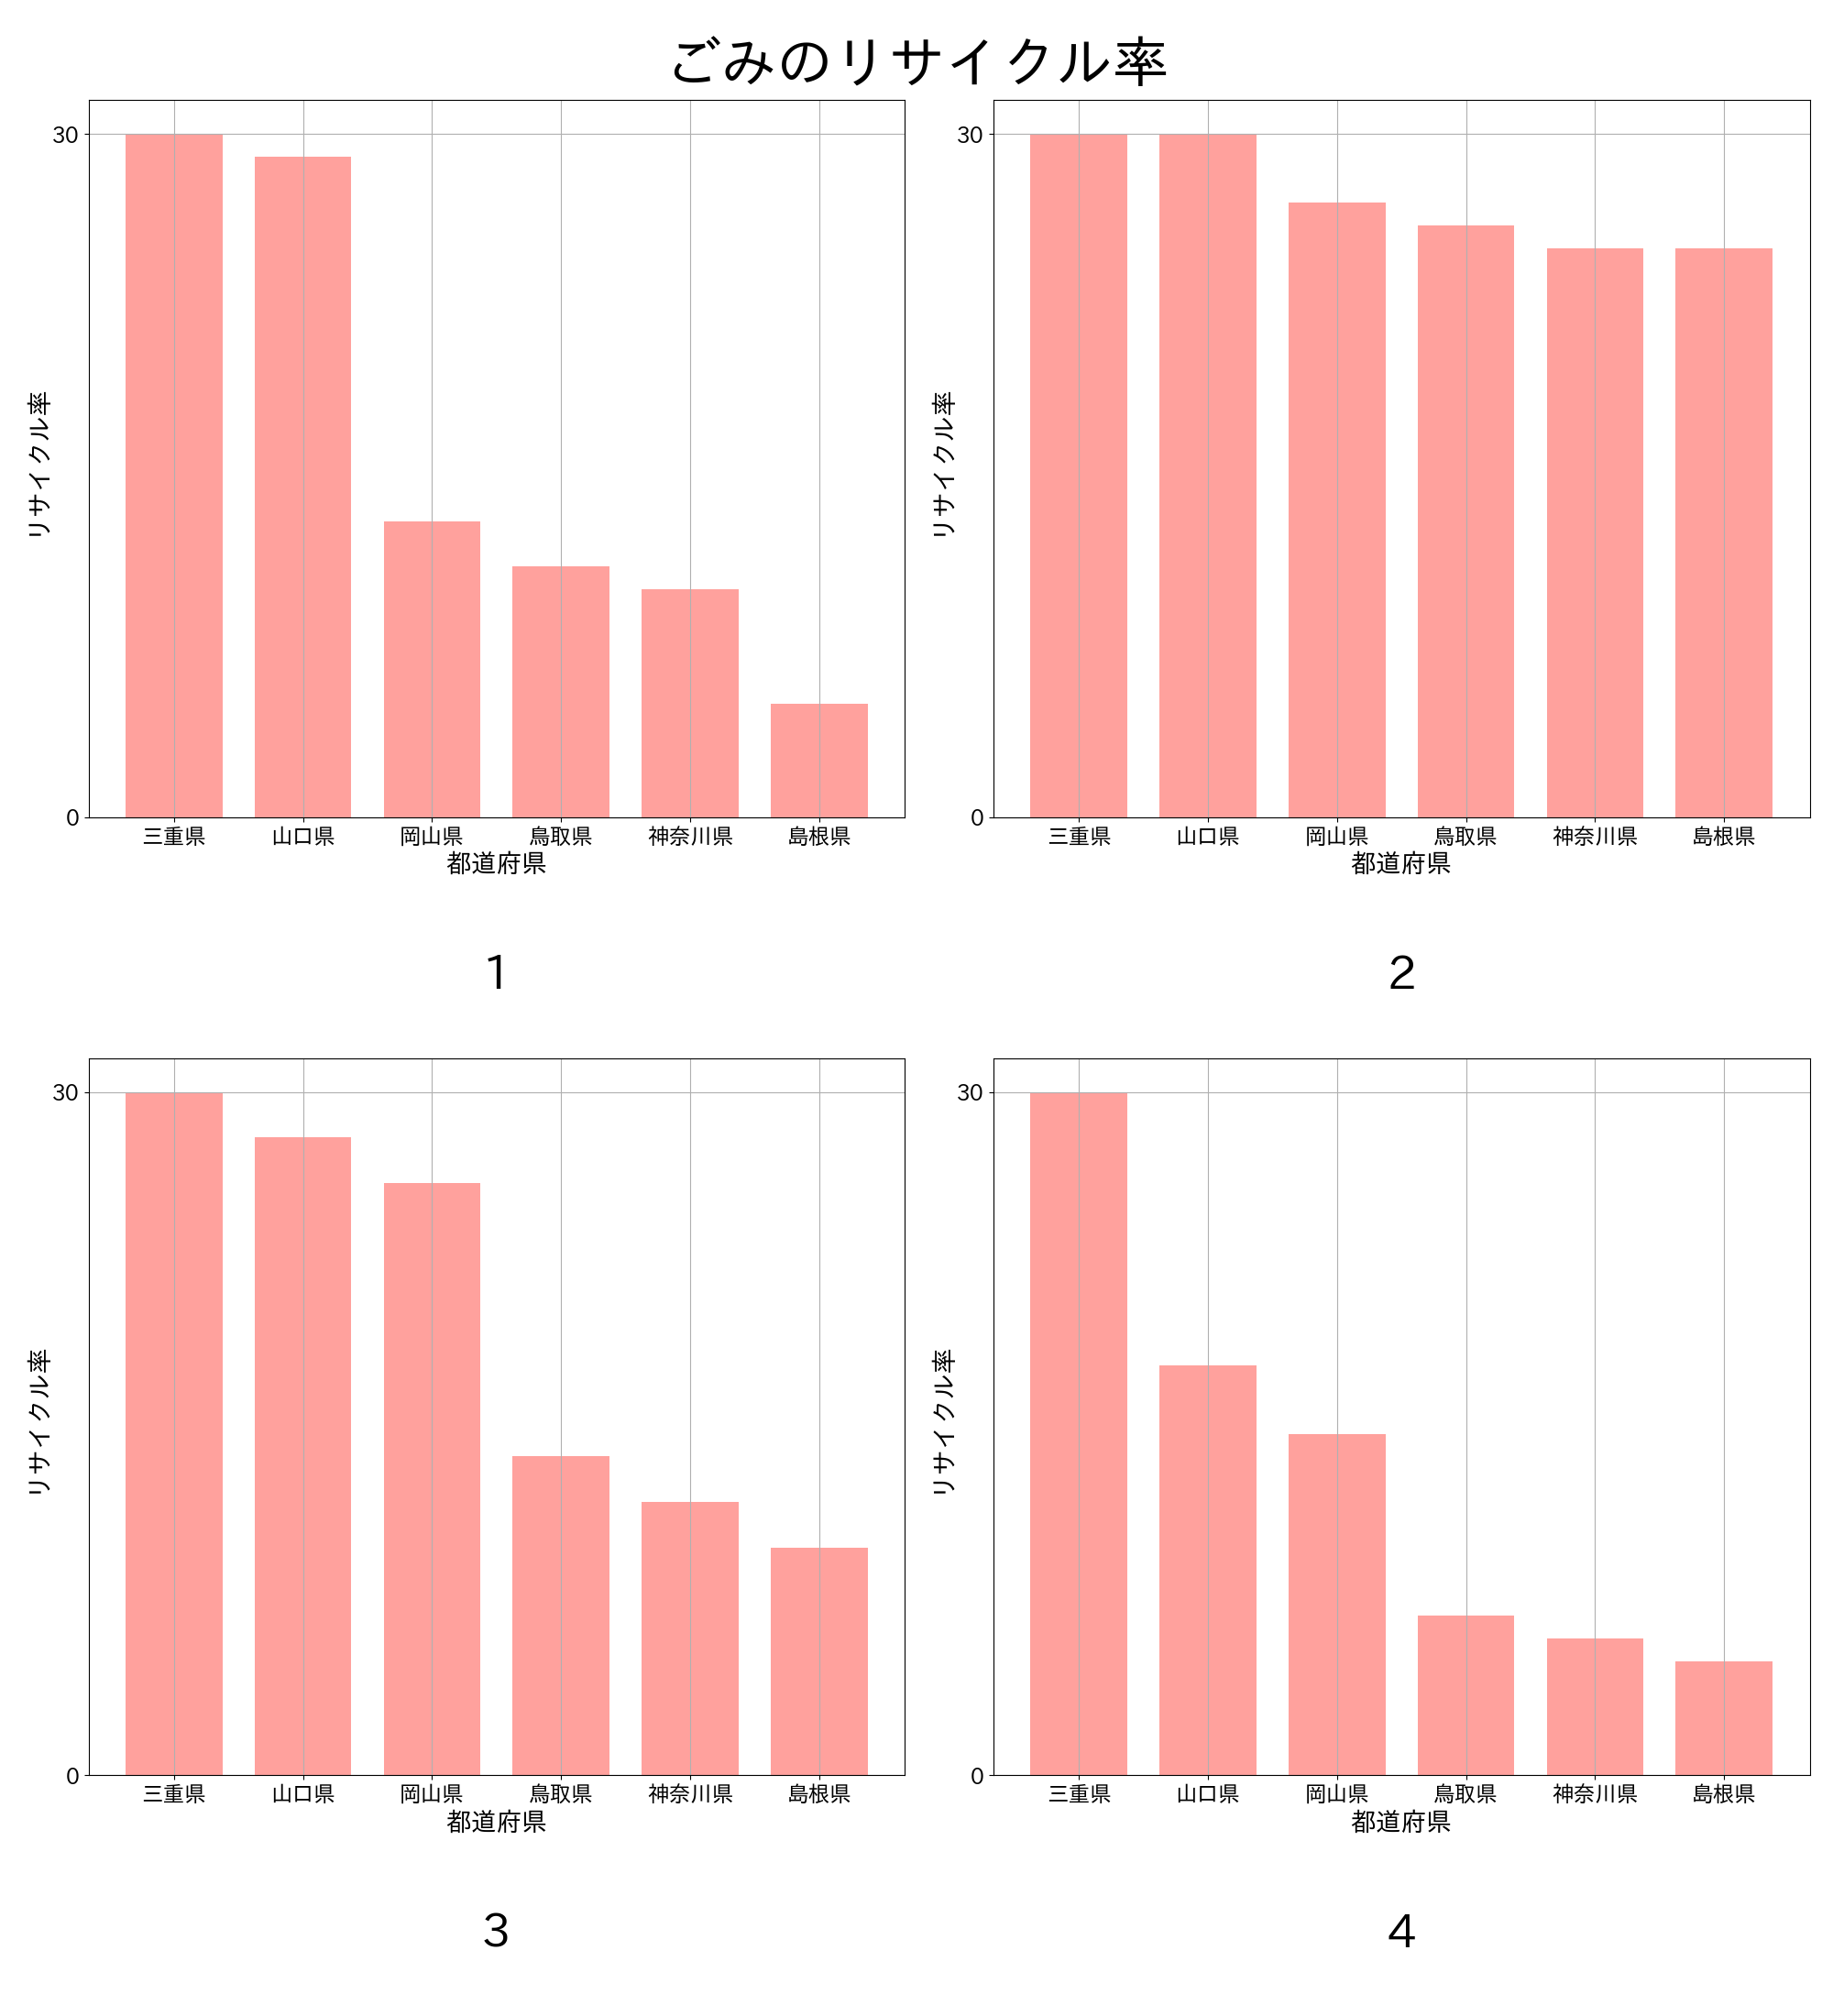 ごみのリサイクル率
30
0
リサイクル率
三重県 山口県 岡山県 鳥取県 神奈川県 島根県
都道府県
1
30
0
リサイクル率
三重県 山口県 岡山県 鳥取県 神奈川県 島根県
都道府県
2
30
0
リサイクル率
三重県 山口県 岡山県 鳥取県 神奈川県 島根県
都道府県
3
30
0
リサイクル率
三重県 山口県 岡山県 鳥取県 神奈川県 島根県
都道府県
4